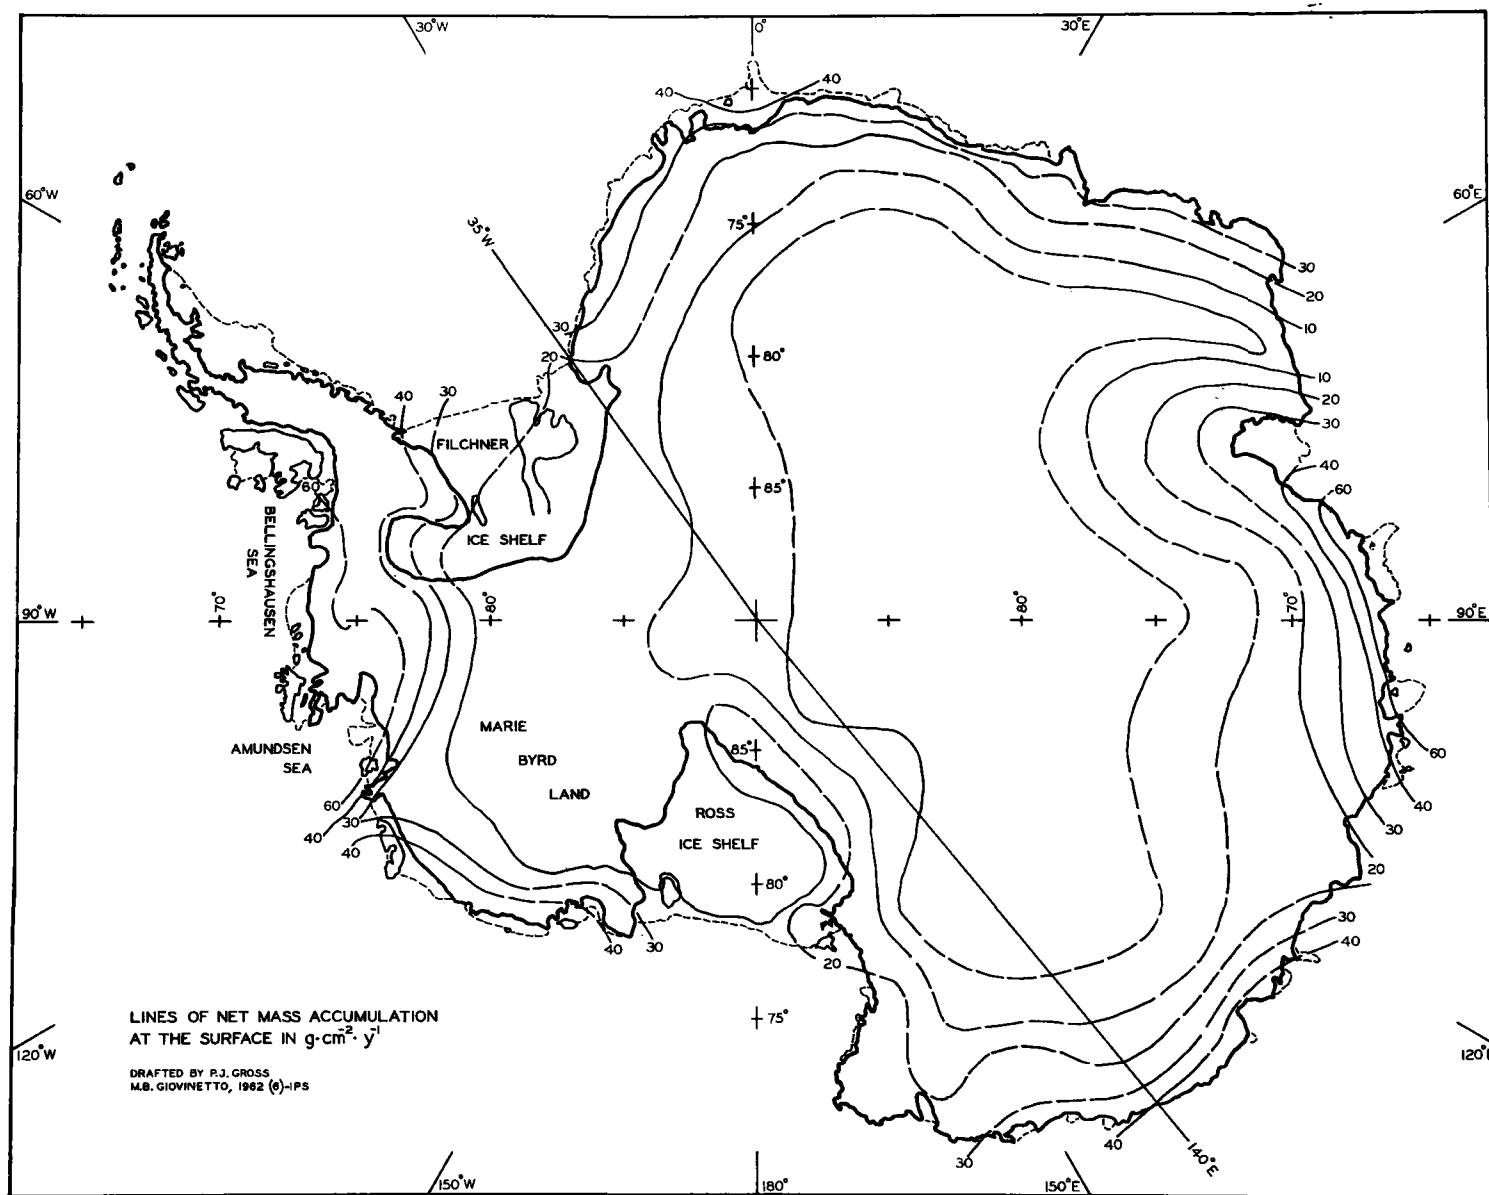 30°W
0°
30°E
40
40
60°W
60°E
35°W
75°
30
20
10
30
20
80°
10
20
30
40
30
FILCHNER
40
60
60
85°
ICE SHELF
BELLINGSHAUSEN
SEA
90°W
70°
80°
80°
70°
90°E
MARIE
BYRD
LAND
AMUNDSEN
SEA
85°
60
60
40
30
40
ROSS
ICE SHELF
40
30
20
80°
30
40
40
30
20
75°
LINES OF NET MASS ACCUMULATION
AT THE SURFACE IN g·cm⁻²·y⁻¹
DRAFTED BY P.J. GROSS
M.B. GIOVINETTO, 1962 (6)-IPS
120°W
120°E
30
40
140°E
150°W
180°
150°E